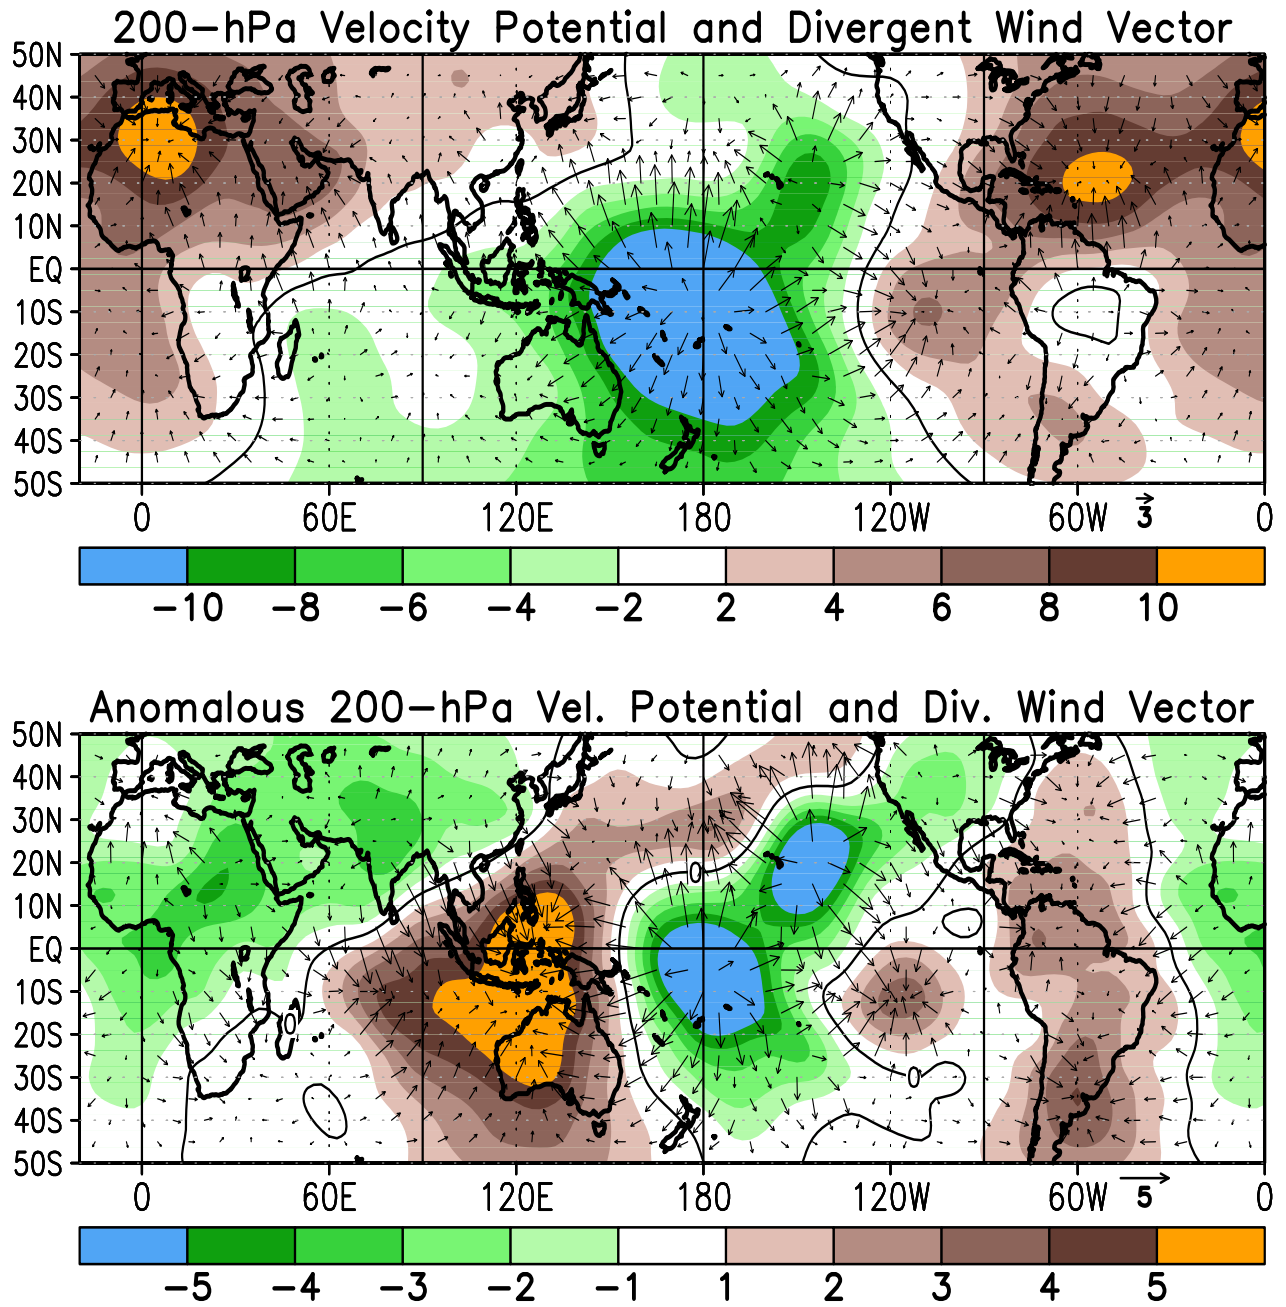 200-hPa Velocity Potential and Divergent Wind Vector
50N
40N
30N
20N
10N
EQ
10S
20S
30S
40S
50S
0 60E 120E 180 120W 60W 0
3
-10 -8 -6 -4 -2 2 4 6 8 10
Anomalous 200-hPa Vel. Potential and Div. Wind Vector
50N
40N
30N
20N
0
10N
EQ
10S
0
20S
30S
0
40S
50S
0 60E 120E 180 120W 60W 0
5
-5 -4 -3 -2 -1 1 2 3 4 5